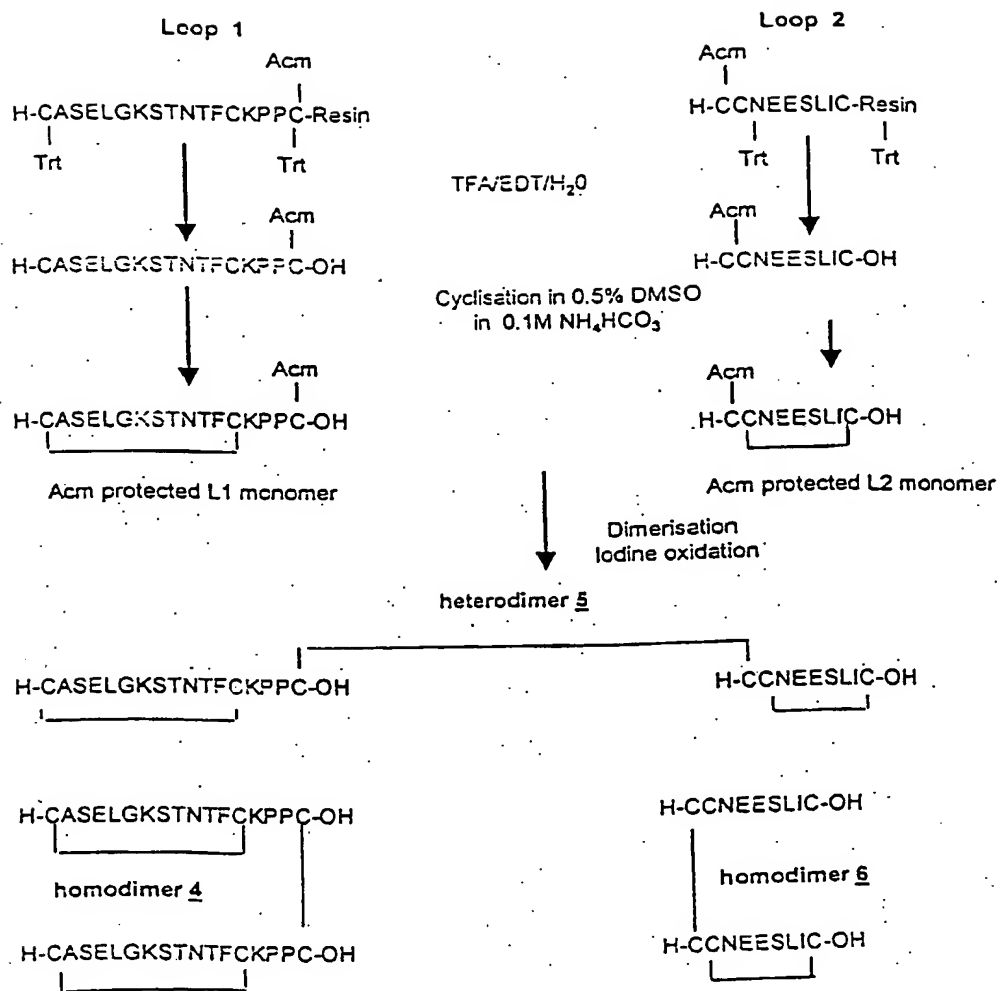 Loop 1
Loop 2
Acm
Acm
H-CASELGKSTNTFCKPPC-Resin
H-CCNEESLIC-Resin
Trt
Trt
Trt
Trt
TFA/EDT/H₂0
Acm
Acm
H-CASELGKSTNTFCKPPC-OH
H-CCNEESLIC-OH
Cyclisation in 0.5% DMSO
in 0.1M NH₄HCO₃
Acm
Acm
H-CASELGKSTNTFCKPPC-OH
H-CCNEESLIC-OH
Acm protected L1 monomer
Acm protected L2 monomer
Dimerisation
Iodine oxidation
heterodimer 5
H-CASELGKSTNTFCKPPC-OH
H-CCNEESLIC-OH
H-CASELGKSTNTFCKPPC-OH
H-CCNEESLIC-OH
homodimer 4
homodimer 6
H-CASELGKSTNTFCKPPC-OH
H-CCNEESLIC-OH